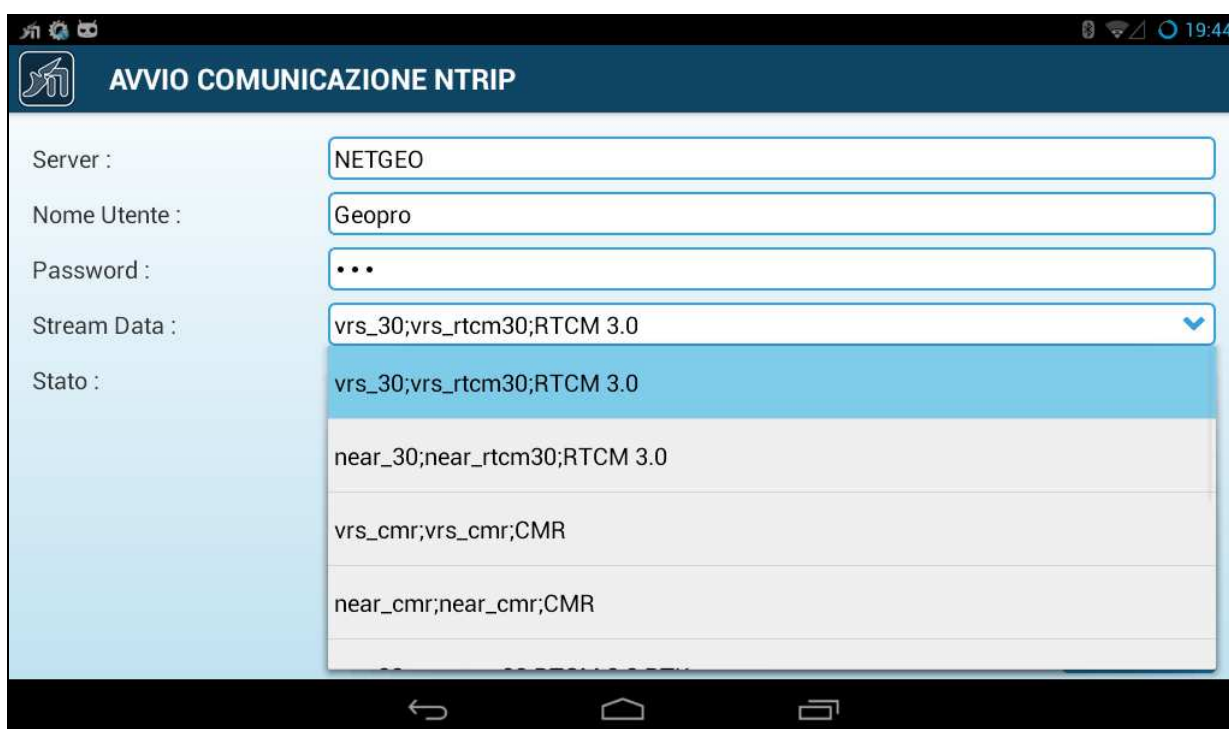 19:44
AVVIO COMUNICAZIONE NTRIP
Server : NETGEO
Nome Utente : Geopro
Password : •••
Stream Data : vrs_30;vrs_rtcm30;RTCM 3.0
Stato :
vrs_30;vrs_rtcm30;RTCM 3.0
near_30;near_rtcm30;RTCM 3.0
vrs_cmr;vrs_cmr;CMR
near_cmr;near_cmr;CMR